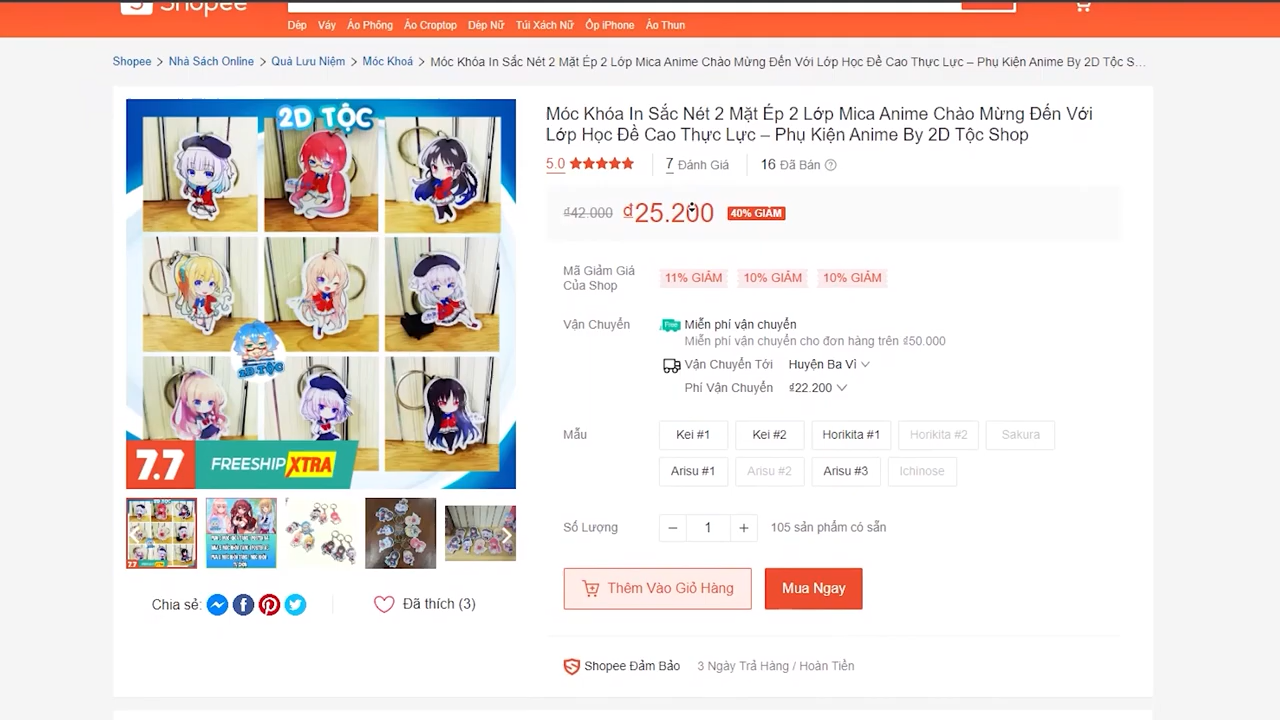 Shopee
Dép Váy Áo Phông Áo Croptop Dép Nữ Túi Xách Nữ Ốp iPhone Áo Thun
Shopee > Nhà Sách Online > Quà Lưu Niệm > Móc Khoá > Móc Khóa In Sắc Nét 2 Mặt Ép 2 Lớp Mica Anime Chào Mừng Đến Với Lớp Học Đề Cao Thực Lực – Phụ Kiện Anime By 2D Tộc S...
2D TỘC
2D TỘC
7.7 FREESHIP XTRA
Chia sẻ:
Đã thích (3)
Móc Khóa In Sắc Nét 2 Mặt Ép 2 Lớp Mica Anime Chào Mừng Đến Với
Lớp Học Đề Cao Thực Lực – Phụ Kiện Anime By 2D Tộc Shop
5.0 7 Đánh Giá 16 Đã Bán ?
₫42.000 ₫25.200 40% GIẢM
Mã Giảm Giá
Của Shop
11% GIẢM 10% GIẢM 10% GIẢM
Vận Chuyển
Free Miễn phí vận chuyển
Miễn phí vận chuyển cho đơn hàng trên ₫50.000
Vận Chuyển Tới Huyện Ba Vì
Phí Vận Chuyển ₫22.200
Mẫu
Kei #1 Kei #2 Horikita #1 Horikita #2 Sakura
Arisu #1 Arisu #2 Arisu #3 Ichinose
Số Lượng
− 1 + 105 sản phẩm có sẵn
Thêm Vào Giỏ Hàng
Mua Ngay
Shopee Đảm Bảo 3 Ngày Trả Hàng / Hoàn Tiền